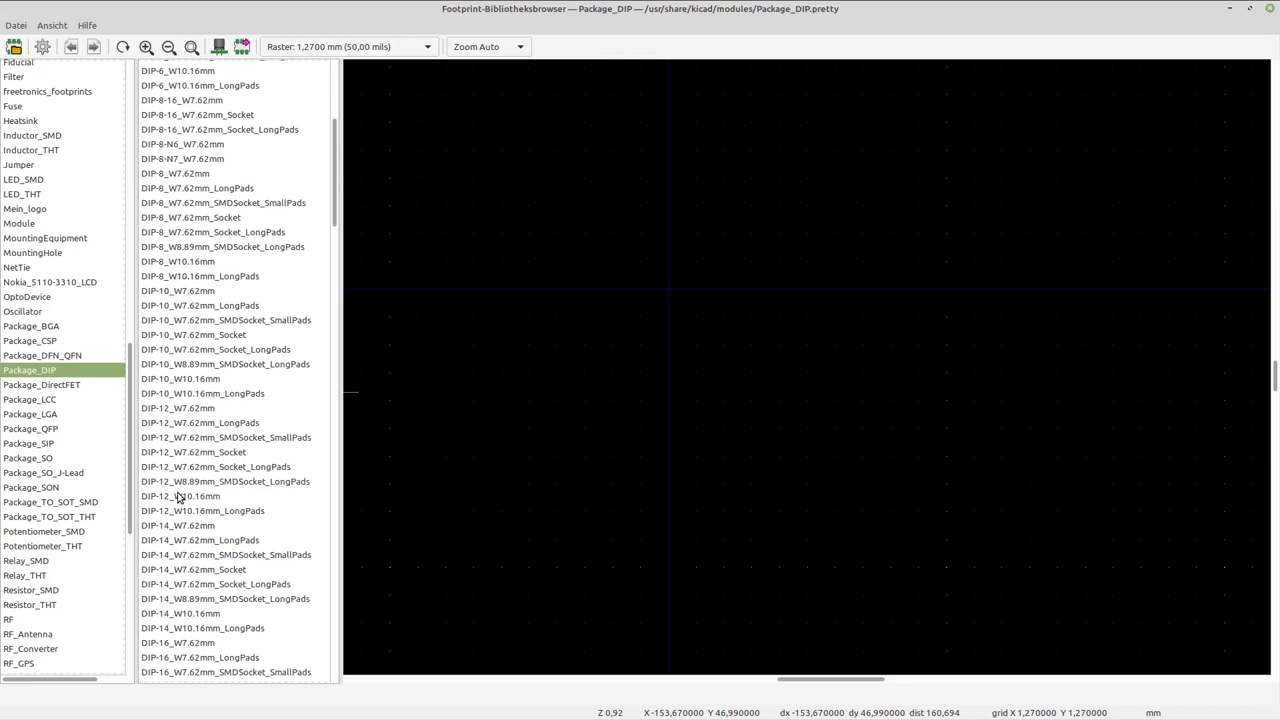 Footprint-Bibliotheksbrowser — Package_DIP — /usr/share/kicad/modules/Package_DIP.pretty
Datei Ansicht Hilfe
Raster: 1,2700 mm (50,00 mils) Zoom Auto
Fiducial
Filter
freetronics_footprints
Fuse
Heatsink
Inductor_SMD
Inductor_THT
Jumper
LED_SMD
LED_THT
Mein_logo
Module
MountingEquipment
MountingHole
NetTie
Nokia_5110-3310_LCD
OptoDevice
Oscillator
Package_BGA
Package_CSP
Package_DFN_QFN
Package_DIP
Package_DirectFET
Package_LCC
Package_LGA
Package_QFP
Package_SIP
Package_SO
Package_SO_J-Lead
Package_SON
Package_TO_SOT_SMD
Package_TO_SOT_THT
Potentiometer_SMD
Potentiometer_THT
Relay_SMD
Relay_THT
Resistor_SMD
Resistor_THT
RF
RF_Antenna
RF_Converter
RF_GPS
DIP-6_W10.16mm
DIP-6_W10.16mm_LongPads
DIP-8-16_W7.62mm
DIP-8-16_W7.62mm_Socket
DIP-8-16_W7.62mm_Socket_LongPads
DIP-8-N6_W7.62mm
DIP-8-N7_W7.62mm
DIP-8_W7.62mm
DIP-8_W7.62mm_LongPads
DIP-8_W7.62mm_SMDSocket_SmallPads
DIP-8_W7.62mm_Socket
DIP-8_W7.62mm_Socket_LongPads
DIP-8_W8.89mm_SMDSocket_LongPads
DIP-8_W10.16mm
DIP-8_W10.16mm_LongPads
DIP-10_W7.62mm
DIP-10_W7.62mm_LongPads
DIP-10_W7.62mm_SMDSocket_SmallPads
DIP-10_W7.62mm_Socket
DIP-10_W7.62mm_Socket_LongPads
DIP-10_W8.89mm_SMDSocket_LongPads
DIP-10_W10.16mm
DIP-10_W10.16mm_LongPads
DIP-12_W7.62mm
DIP-12_W7.62mm_LongPads
DIP-12_W7.62mm_SMDSocket_SmallPads
DIP-12_W7.62mm_Socket
DIP-12_W7.62mm_Socket_LongPads
DIP-12_W8.89mm_SMDSocket_LongPads
DIP-12_W10.16mm
DIP-12_W10.16mm_LongPads
DIP-14_W7.62mm
DIP-14_W7.62mm_LongPads
DIP-14_W7.62mm_SMDSocket_SmallPads
DIP-14_W7.62mm_Socket
DIP-14_W7.62mm_Socket_LongPads
DIP-14_W8.89mm_SMDSocket_LongPads
DIP-14_W10.16mm
DIP-14_W10.16mm_LongPads
DIP-16_W7.62mm
DIP-16_W7.62mm_LongPads
DIP-16_W7.62mm_SMDSocket_SmallPads
Z 0,92 X -153,670000 Y 46,990000 dx -153,670000 dy 46,990000 dist 160,694 grid X 1,270000 Y 1,270000 mm